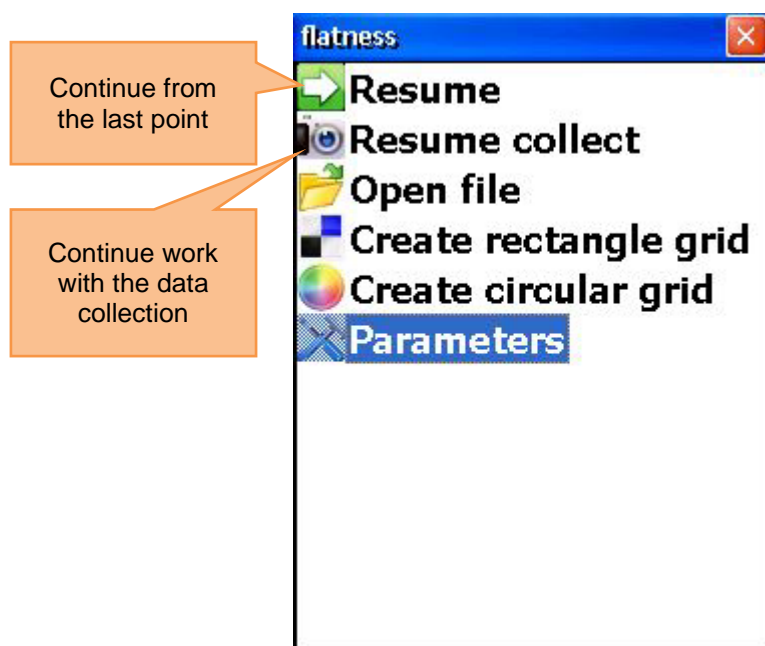 flatness
Continue from
the last point
Resume
Resume collect
Open file
Continue work
with the data
collection
Create rectangle grid
Create circular grid
Parameters